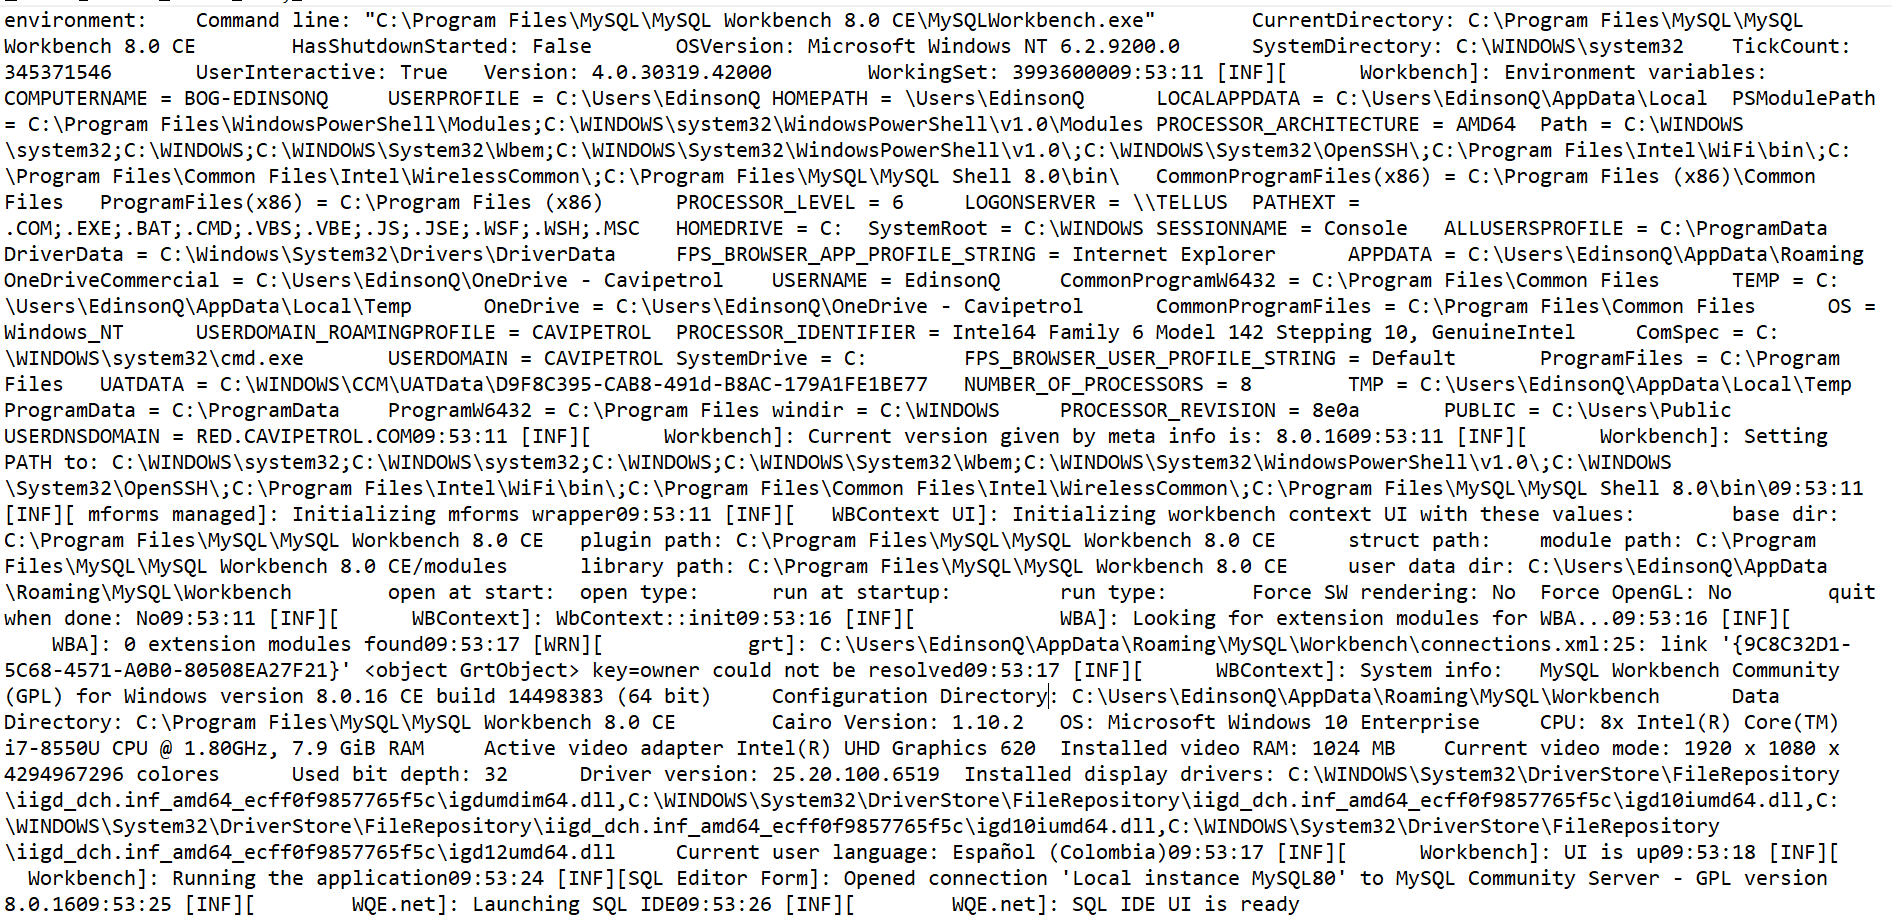 environment:    Command line: "C:\Program Files\MySQL\MySQL Workbench 8.0 CE\MySQLWorkbench.exe"        CurrentDirectory: C:\Program Files\MySQL\MySQL
Workbench 8.0 CE        HasShutdownStarted: False     OSVersion: Microsoft Windows NT 6.2.9200.0      SystemDirectory: C:\WINDOWS\system32    TickCount:
345371546       UserInteractive: True   Version: 4.0.30319.42000        WorkingSet: 3993600009:53:11 [INF][      Workbench]: Environment variables:
COMPUTERNAME = BOG-EDINSONQ     USERPROFILE = C:\Users\EdinsonQ HOMEPATH = \Users\EdinsonQ      LOCALAPPDATA = C:\Users\EdinsonQ\AppData\Local  PSModulePath
= C:\Program Files\WindowsPowerShell\Modules;C:\WINDOWS\system32\WindowsPowerShell\v1.0\Modules PROCESSOR_ARCHITECTURE = AMD64  Path = C:\WINDOWS
\system32;C:\WINDOWS;C:\WINDOWS\System32\Wbem;C:\WINDOWS\System32\WindowsPowerShell\v1.0\;C:\WINDOWS\System32\OpenSSH\;C:\Program Files\Intel\WiFi\bin\;C:
\Program Files\Common Files\Intel\WirelessCommon\;C:\Program Files\MySQL\MySQL Shell 8.0\bin\   CommonProgramFiles(x86) = C:\Program Files (x86)\Common
Files   ProgramFiles(x86) = C:\Program Files (x86)      PROCESSOR_LEVEL = 6     LOGONSERVER = \\TELLUS  PATHEXT =
.COM;.EXE;.BAT;.CMD;.VBS;.VBE;.JS;.JSE;.WSF;.WSH;.MSC   HOMEDRIVE = C:  SystemRoot = C:\WINDOWS SESSIONNAME = Console   ALLUSERSPROFILE = C:\ProgramData
DriverData = C:\Windows\System32\Drivers\DriverData     FPS_BROWSER_APP_PROFILE_STRING = Internet Explorer      APPDATA = C:\Users\EdinsonQ\AppData\Roaming
OneDriveCommercial = C:\Users\EdinsonQ\OneDrive - Cavipetrol    USERNAME = EdinsonQ     CommonProgramW6432 = C:\Program Files\Common Files      TEMP = C:
\Users\EdinsonQ\AppData\Local\Temp      OneDrive = C:\Users\EdinsonQ\OneDrive - Cavipetrol      CommonProgramFiles = C:\Program Files\Common Files      OS =
Windows_NT      USERDOMAIN_ROAMINGPROFILE = CAVIPETROL  PROCESSOR_IDENTIFIER = Intel64 Family 6 Model 142 Stepping 10, GenuineIntel     ComSpec = C:
\WINDOWS\system32\cmd.exe       USERDOMAIN = CAVIPETROL SystemDrive = C:        FPS_BROWSER_USER_PROFILE_STRING = Default       ProgramFiles = C:\Program
Files   UATDATA = C:\WINDOWS\CCM\UATData\D9F8C395-CAB8-491d-B8AC-179A1FE1BE77   NUMBER_OF_PROCESSORS = 8        TMP = C:\Users\EdinsonQ\AppData\Local\Temp
ProgramData = C:\ProgramData    ProgramW6432 = C:\Program Files windir = C:\WINDOWS     PROCESSOR_REVISION = 8e0a       PUBLIC = C:\Users\Public
USERDNSDOMAIN = RED.CAVIPETROL.COM09:53:11 [INF][      Workbench]: Current version given by meta info is: 8.0.1609:53:11 [INF][      Workbench]: Setting
PATH to: C:\WINDOWS\system32;C:\WINDOWS\system32;C:\WINDOWS;C:\WINDOWS\System32\Wbem;C:\WINDOWS\System32\WindowsPowerShell\v1.0\;C:\WINDOWS
\System32\OpenSSH\;C:\Program Files\Intel\WiFi\bin\;C:\Program Files\Common Files\Intel\WirelessCommon\;C:\Program Files\MySQL\MySQL Shell 8.0\bin\09:53:11
[INF][ mforms managed]: Initializing mforms wrapper09:53:11 [INF][   WBContext UI]: Initializing workbench context UI with these values:        base dir:
C:\Program Files\MySQL\MySQL Workbench 8.0 CE   plugin path: C:\Program Files\MySQL\MySQL Workbench 8.0 CE      struct path:    module path: C:\Program
Files\MySQL\MySQL Workbench 8.0 CE/modules      library path: C:\Program Files\MySQL\MySQL Workbench 8.0 CE     user data dir: C:\Users\EdinsonQ\AppData
\Roaming\MySQL\Workbench        open at start:  open type:      run at startup:         run type:       Force SW rendering: No  Force OpenGL: No        quit
when done: No09:53:11 [INF][      WBContext]: WbContext::init09:53:16 [INF][            WBA]: Looking for extension modules for WBA...09:53:16 [INF][
    WBA]: 0 extension modules found09:53:17 [WRN][            grt]: C:\Users\EdinsonQ\AppData\Roaming\MySQL\Workbench\connections.xml:25: link '{9C8C32D1-
5C68-4571-A0B0-80508EA27F21}' <object GrtObject> key=owner could not be resolved09:53:17 [INF][      WBContext]: System info:   MySQL Workbench Community
(GPL) for Windows version 8.0.16 CE build 14498383 (64 bit)     Configuration Directory: C:\Users\EdinsonQ\AppData\Roaming\MySQL\Workbench      Data
Directory: C:\Program Files\MySQL\MySQL Workbench 8.0 CE        Cairo Version: 1.10.2   OS: Microsoft Windows 10 Enterprise     CPU: 8x Intel(R) Core(TM)
i7-8550U CPU @ 1.80GHz, 7.9 GiB RAM     Active video adapter Intel(R) UHD Graphics 620  Installed video RAM: 1024 MB    Current video mode: 1920 x 1080 x
4294967296 colores      Used bit depth: 32      Driver version: 25.20.100.6519  Installed display drivers: C:\WINDOWS\System32\DriverStore\FileRepository
\iigd_dch.inf_amd64_ecff0f9857765f5c\igdumdim64.dll,C:\WINDOWS\System32\DriverStore\FileRepository\iigd_dch.inf_amd64_ecff0f9857765f5c\igd10iumd64.dll,C:
\WINDOWS\System32\DriverStore\FileRepository\iigd_dch.inf_amd64_ecff0f9857765f5c\igd10iumd64.dll,C:\WINDOWS\System32\DriverStore\FileRepository
\iigd_dch.inf_amd64_ecff0f9857765f5c\igd12umd64.dll     Current user language: Español (Colombia)09:53:17 [INF][      Workbench]: UI is up09:53:18 [INF][
  Workbench]: Running the application09:53:24 [INF][SQL Editor Form]: Opened connection 'Local instance MySQL80' to MySQL Community Server - GPL version
8.0.1609:53:25 [INF][        WQE.net]: Launching SQL IDE09:53:26 [INF][        WQE.net]: SQL IDE UI is ready